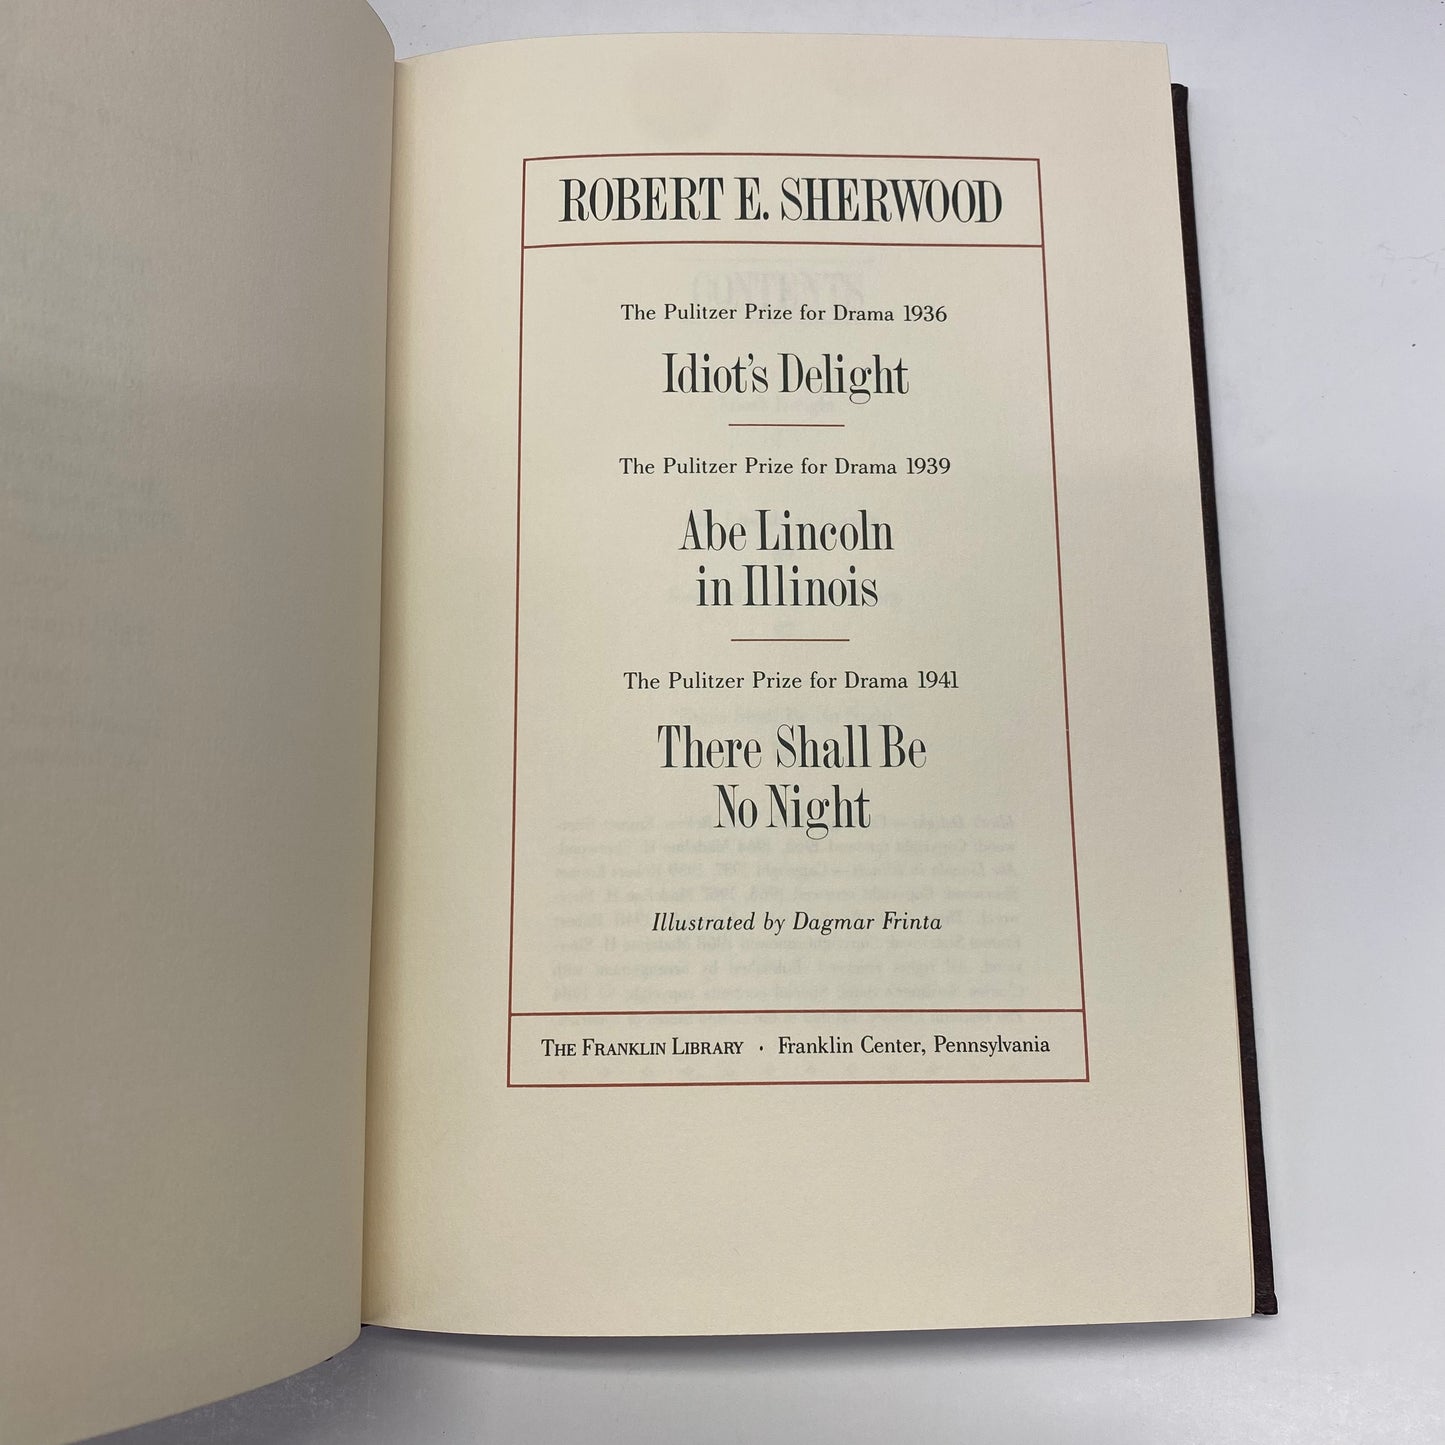 ROBERT E. SHERWOOD
The Pulitzer Prize for Drama 1936
Idiot's Delight
The Pulitzer Prize for Drama 1939
Abe Lincoln
in Illinois
The Pulitzer Prize for Drama 1941
There Shall Be
No Night
Illustrated by Dagmar Frinta
THE FRANKLIN LIBRARY · Franklin Center, Pennsylvania